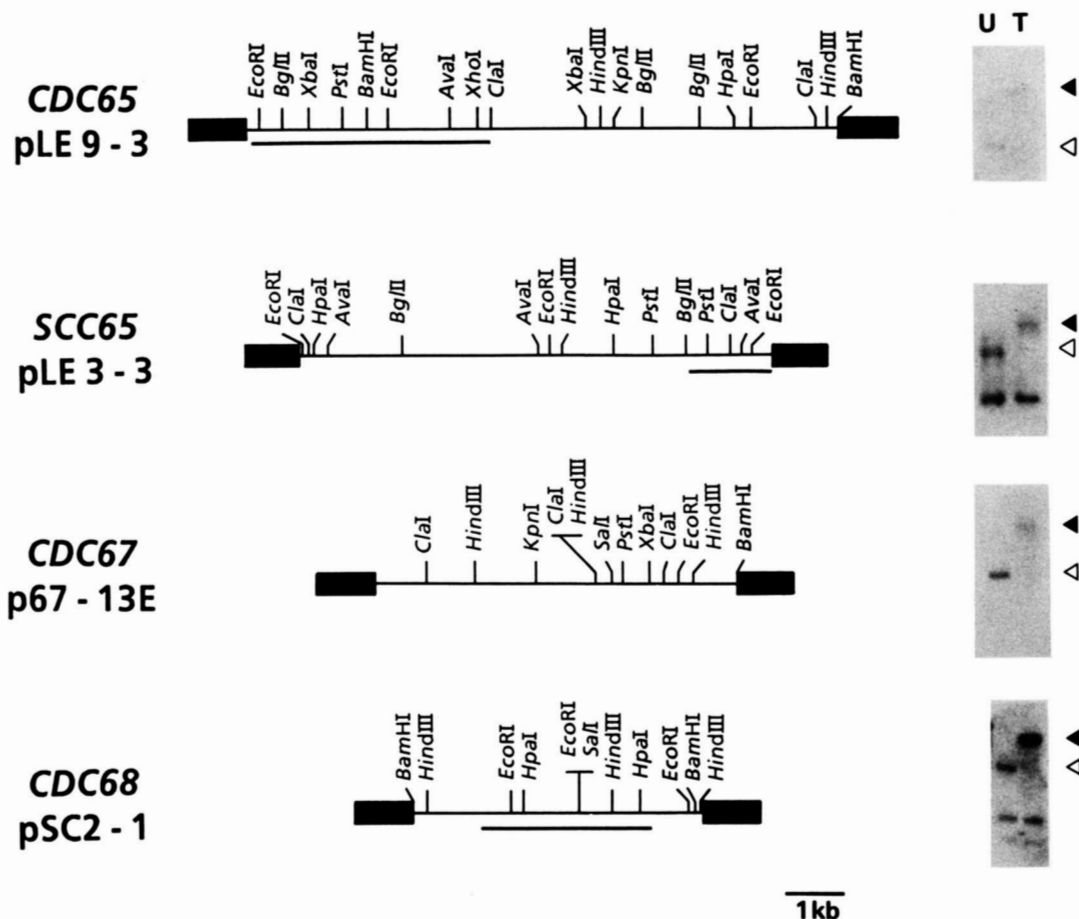 U T
CDC65
pLE 9 - 3
EcoRI BglII XbaI PstI BamHI EcoRI AvaI XhoI ClaI XbaI HindIII KpnI BglII BglII HpaI EcoRI ClaI HindIII BamHI
SCC65
pLE 3 - 3
EcoRI ClaI HpaI AvaI BglII AvaI EcoRI HindIII HpaI PstI BglII PstI ClaI AvaI EcoRI
CDC67
p67 - 13E
ClaI HindIII KpnI ClaI HindIII SalI PstI XbaI ClaI EcoRI HindIII BamHI
CDC68
pSC2 - 1
BamHI HindIII EcoRI HpaI EcoRI SalI HindIII HpaI EcoRI BamHI HindIII
1kb